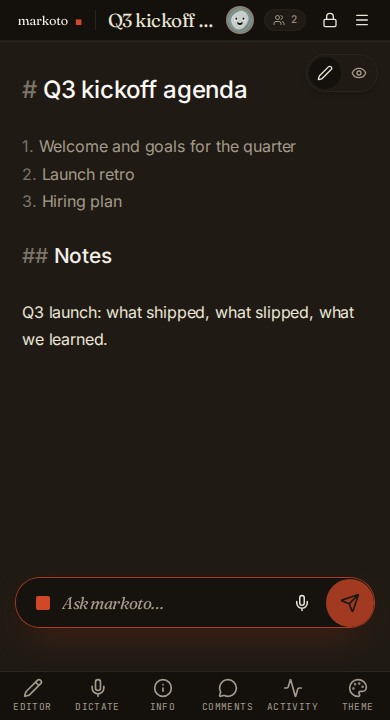 markoto
Q3 kickoff ...
2
# Q3 kickoff agenda
1. Welcome and goals for the quarter
2. Launch retro
3. Hiring plan
## Notes
Q3 launch: what shipped, what slipped, what
we learned.
Ask markoto...
EDITOR DICTATE INFO COMMENTS ACTIVITY THEME